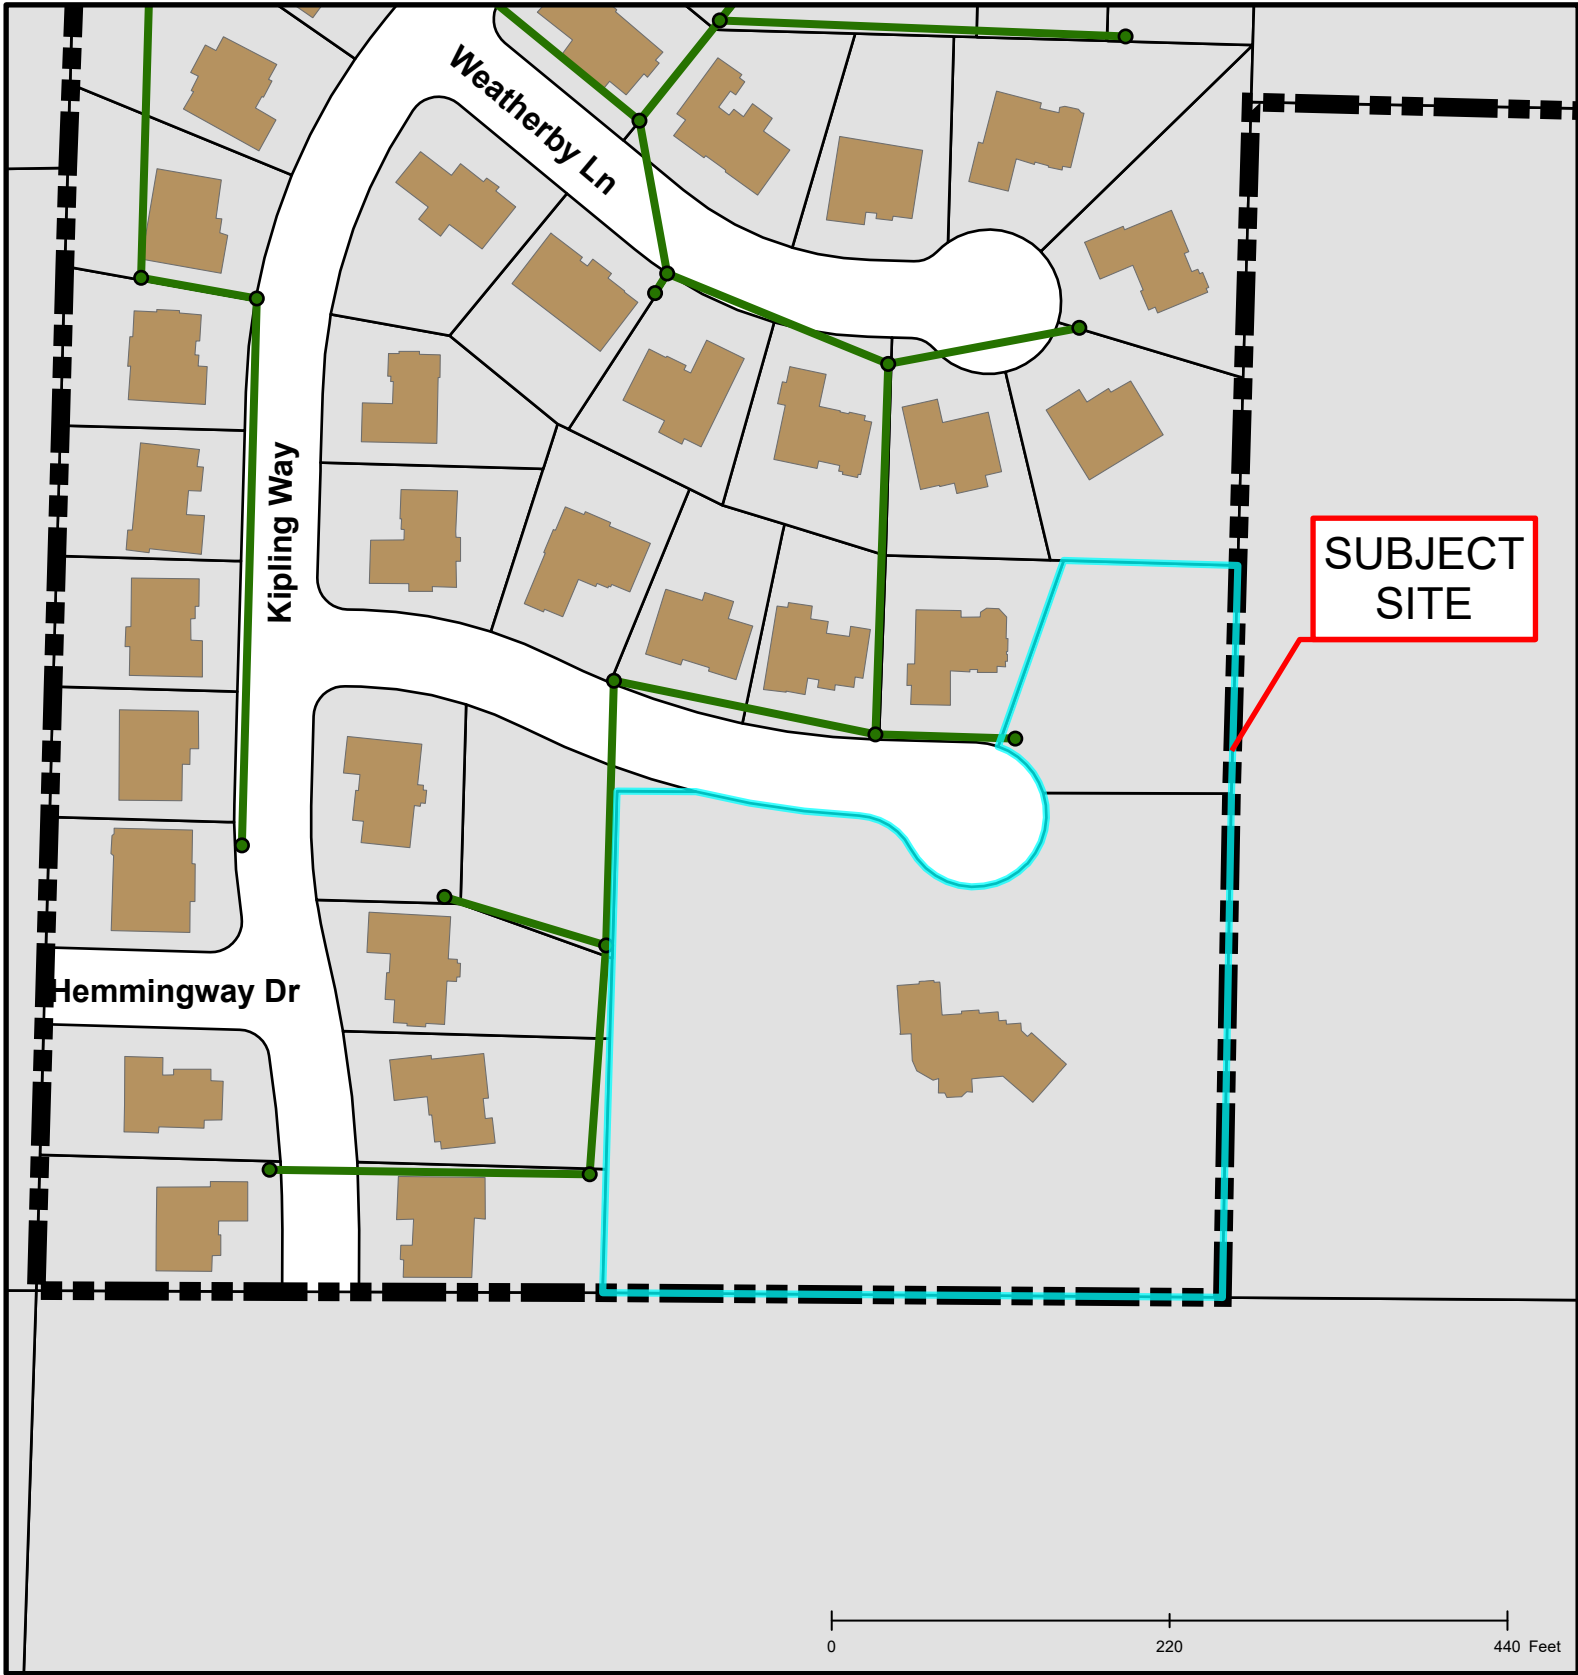 Weatherby Ln
Kipling Way
SUBJECT
SITE
Hemmingway Dr
0 220 440 Feet